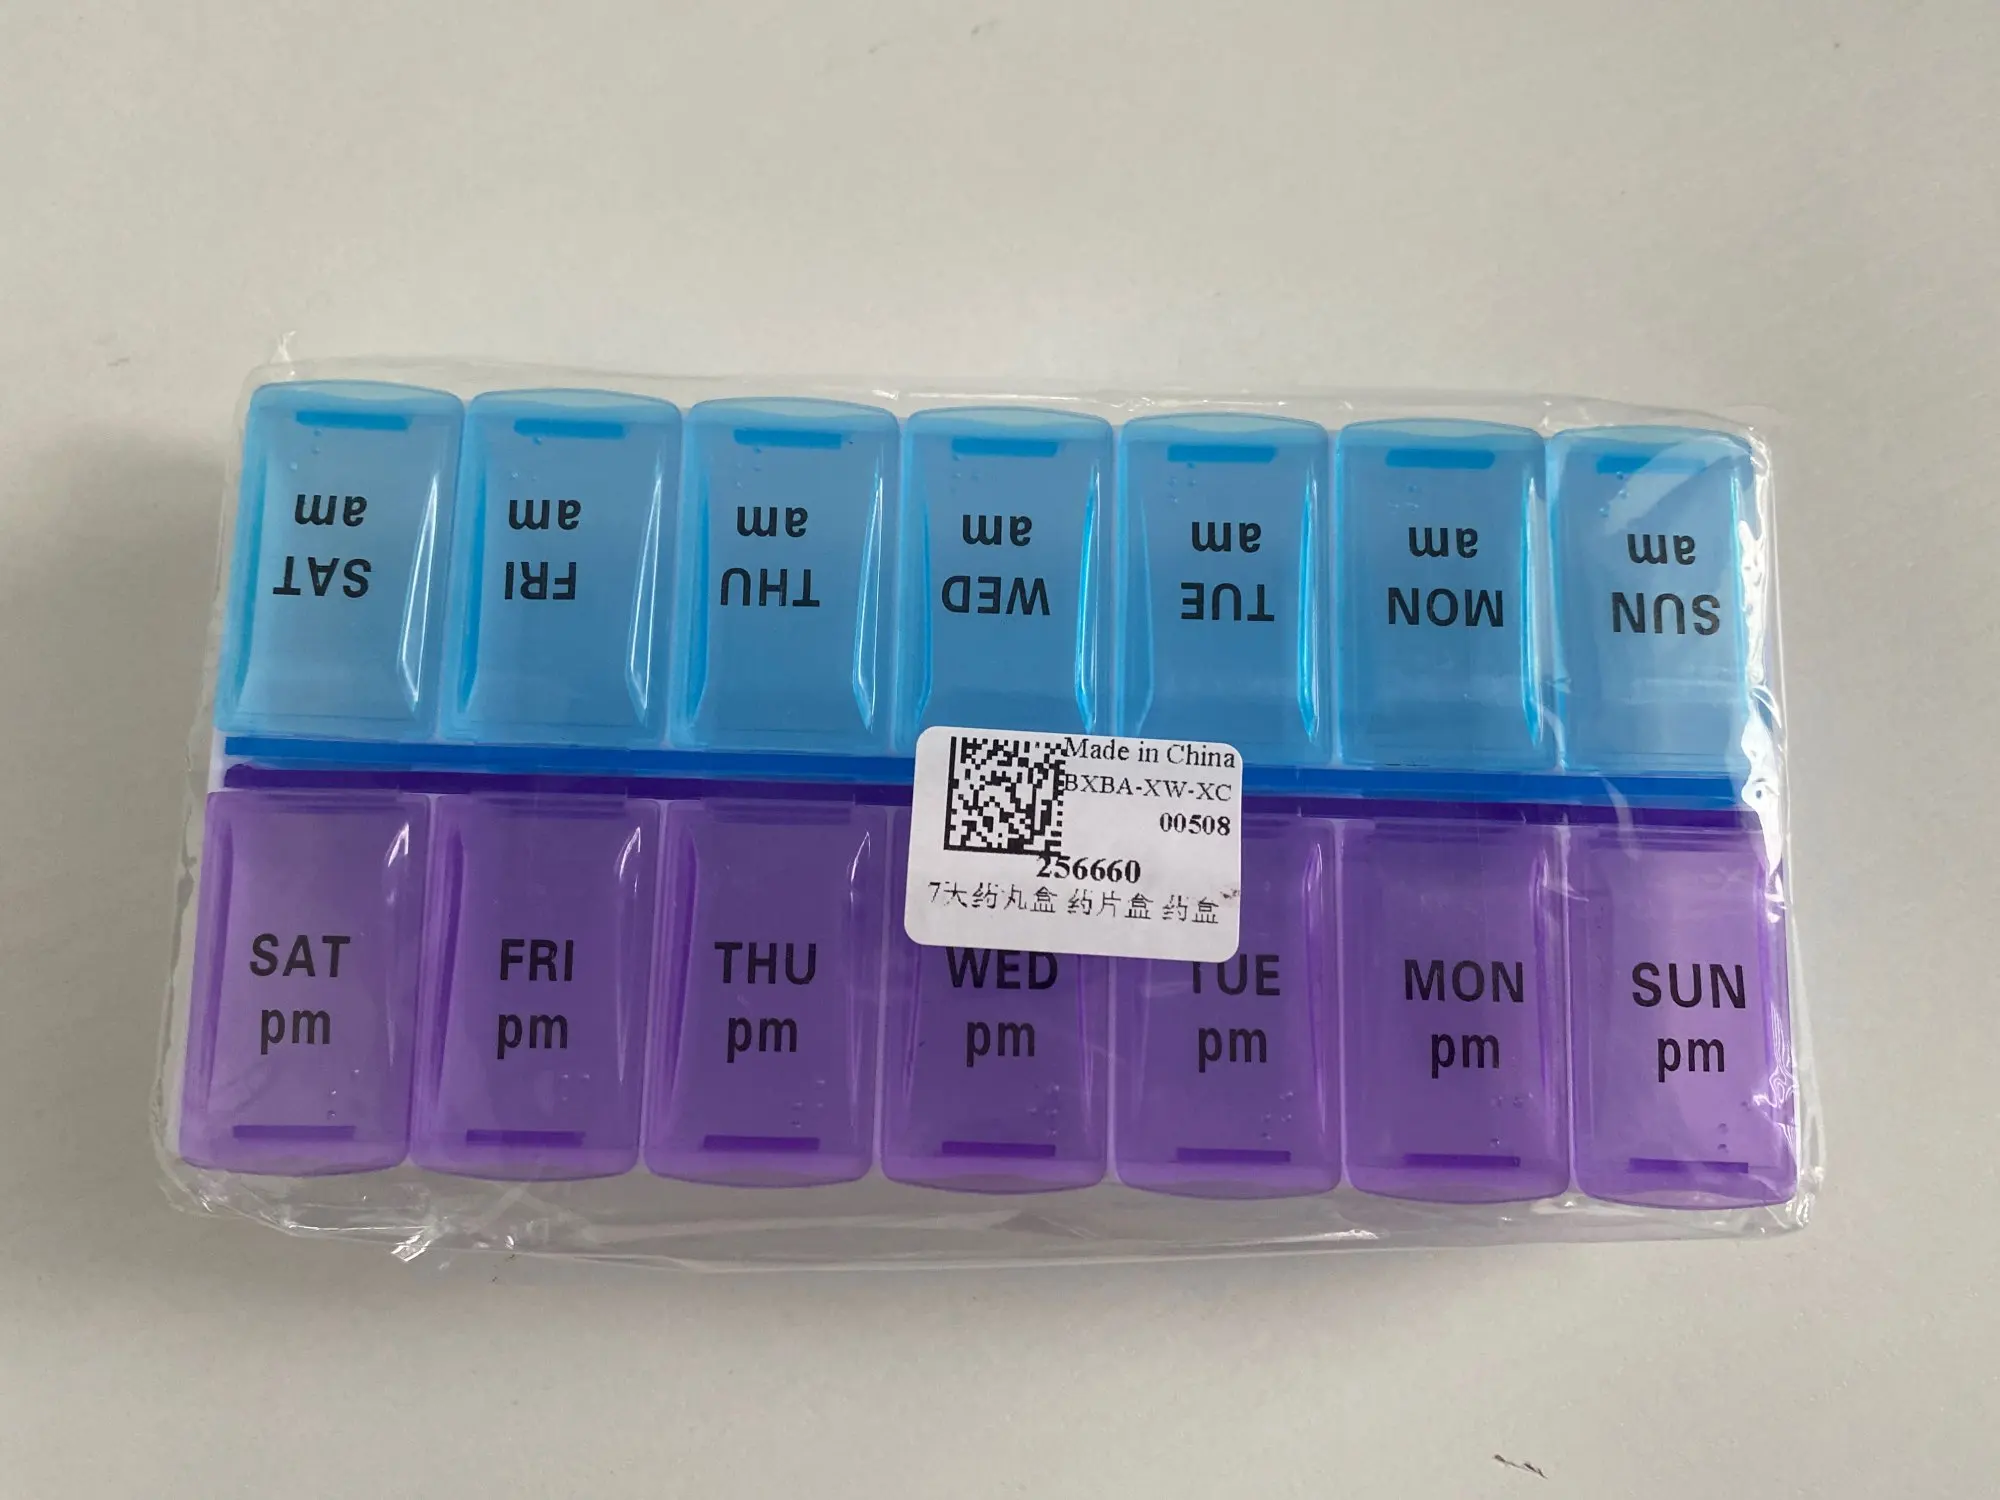 SAT
am
FRI
am
THU
am
WED
am
TUE
am
MON
am
SUN
am
Made in China
BXBA-XW-XC
00508
256660
7大药丸盒 药片盒 药盒
SAT
pm
FRI
pm
THU
pm
WED
pm
TUE
pm
MON
pm
SUN
pm